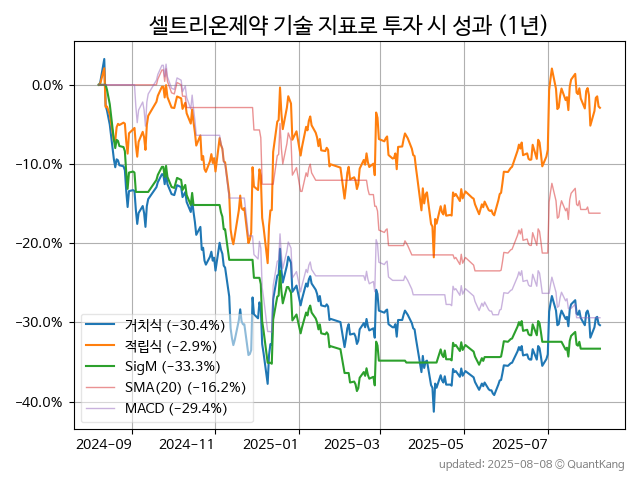 셀트리온제약 기술 지표로 투자 시 성과 (1년)
0.0%
−10.0%
−20.0%
−30.0%
−40.0%
거치식 (−30.4%)
적립식 (−2.9%)
SigM (−33.3%)
SMA(20) (−16.2%)
MACD (−29.4%)
2024-09 2024-11 2025-01 2025-03 2025-05 2025-07
updated: 2025-08-08 © QuantKang